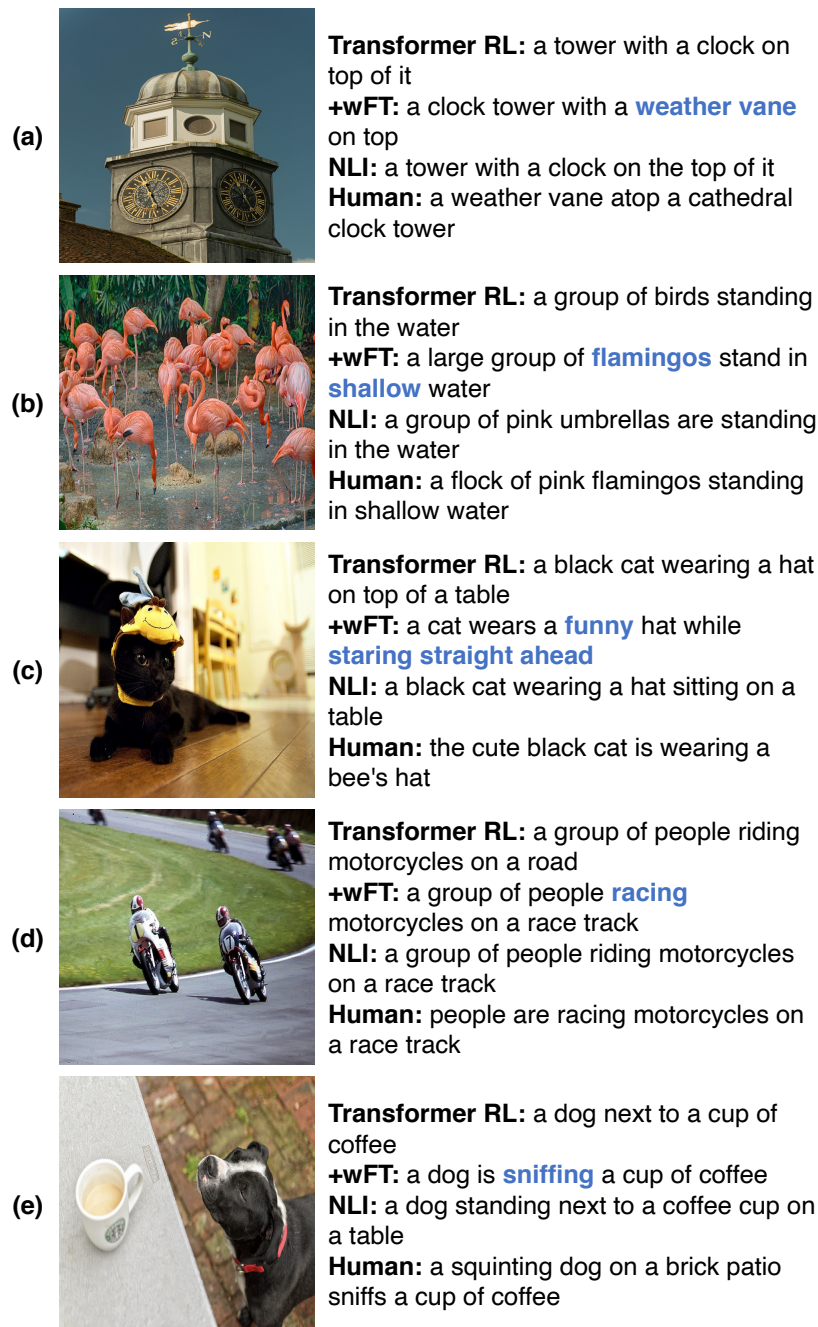 (a)
Transformer RL: a tower with a clock on
top of it
+wFT: a clock tower with a weather vane
on top
NLI: a tower with a clock on the top of it
Human: a weather vane atop a cathedral
clock tower
N
S
(b)
Transformer RL: a group of birds standing
in the water
+wFT: a large group of flamingos stand in
shallow water
NLI: a group of pink umbrellas are standing
in the water
Human: a flock of pink flamingos standing
in shallow water
(c)
Transformer RL: a black cat wearing a hat
on top of a table
+wFT: a cat wears a funny hat while
staring straight ahead
NLI: a black cat wearing a hat sitting on a
table
Human: the cute black cat is wearing a
bee's hat
(d)
Transformer RL: a group of people riding
motorcycles on a road
+wFT: a group of people racing
motorcycles on a race track
NLI: a group of people riding motorcycles
on a race track
Human: people are racing motorcycles on
a race track
(e)
Transformer RL: a dog next to a cup of
coffee
+wFT: a dog is sniffing a cup of coffee
NLI: a dog standing next to a coffee cup on
a table
Human: a squinting dog on a brick patio
sniffs a cup of coffee